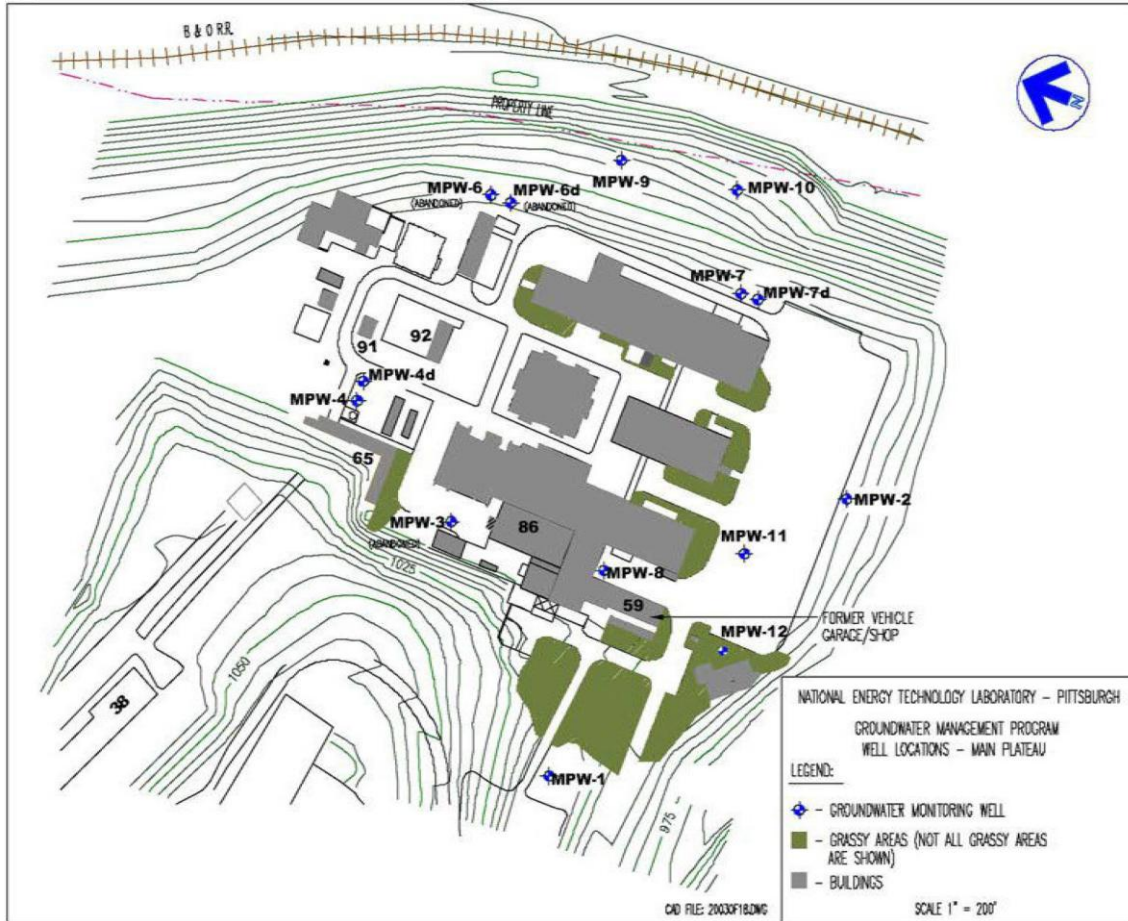 B & O R.R.
PROPERTY LINE
N
MPW-9
MPW-6
MPW-6d
MPW-10
(ABANDONED)
(ABANDONED)
MPW-7
MPW-7d
92
91
MPW-4d
MPW-4
65
MPW-2
MPW-3
86
(ABANDONED)
MPW-11
1025
MPW-8
59
FORMER VEHICLE
GARAGE/SHOP
MPW-12
1050
38
MPW-1
975
NATIONAL ENERGY TECHNOLOGY LABORATORY - PITTSBURGH
GROUNDWATER MANAGEMENT PROGRAM
WELL LOCATIONS - MAIN PLATEAU
LEGEND:
- GROUNDWATER MONITORING WELL
- GRASSY AREAS (NOT ALL GRASSY AREAS
ARE SHOWN)
- BUILDINGS
CAD FILE: 20030F18.DWG
SCALE 1" = 200'